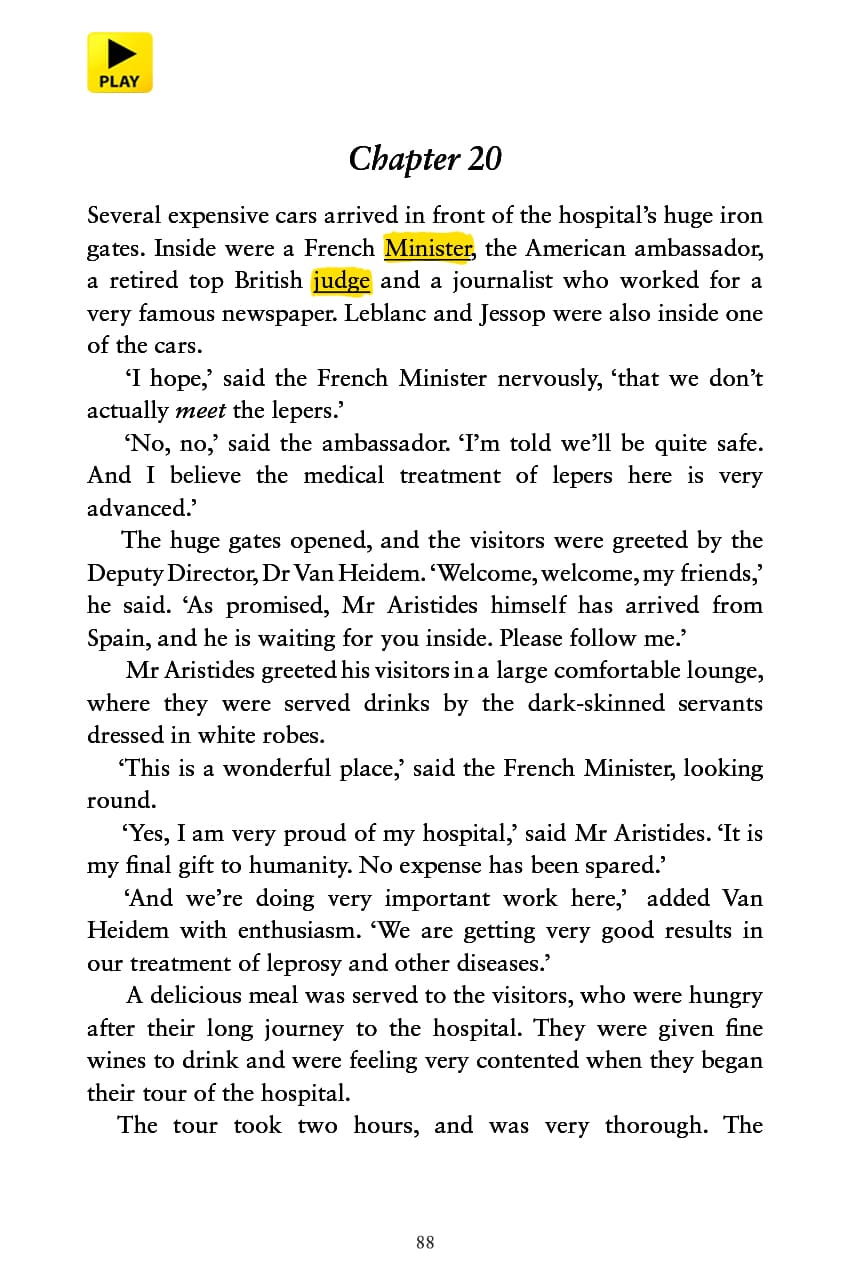 PLAY
Chapter 20
Several expensive cars arrived in front of the hospital’s huge iron
gates. Inside were a French Minister, the American ambassador,
a retired top British judge and a journalist who worked for a
very famous newspaper. Leblanc and Jessop were also inside one
of the cars.
‘I hope,’ said the French Minister nervously, ‘that we don’t
actually meet the lepers.’
‘No, no,’ said the ambassador. ‘I’m told we’ll be quite safe.
And I believe the medical treatment of lepers here is very
advanced.’
The huge gates opened, and the visitors were greeted by the
Deputy Director, Dr Van Heidem. ‘Welcome, welcome, my friends,’
he said. ‘As promised, Mr Aristides himself has arrived from
Spain, and he is waiting for you inside. Please follow me.’
Mr Aristides greeted his visitors in a large comfortable lounge,
where they were served drinks by the dark-skinned servants
dressed in white robes.
‘This is a wonderful place,’ said the French Minister, looking
round.
‘Yes, I am very proud of my hospital,’ said Mr Aristides. ‘It is
my final gift to humanity. No expense has been spared.’
‘And we’re doing very important work here,’ added Van
Heidem with enthusiasm. ‘We are getting very good results in
our treatment of leprosy and other diseases.’
A delicious meal was served to the visitors, who were hungry
after their long journey to the hospital. They were given fine
wines to drink and were feeling very contented when they began
their tour of the hospital.
The tour took two hours, and was very thorough. The
88